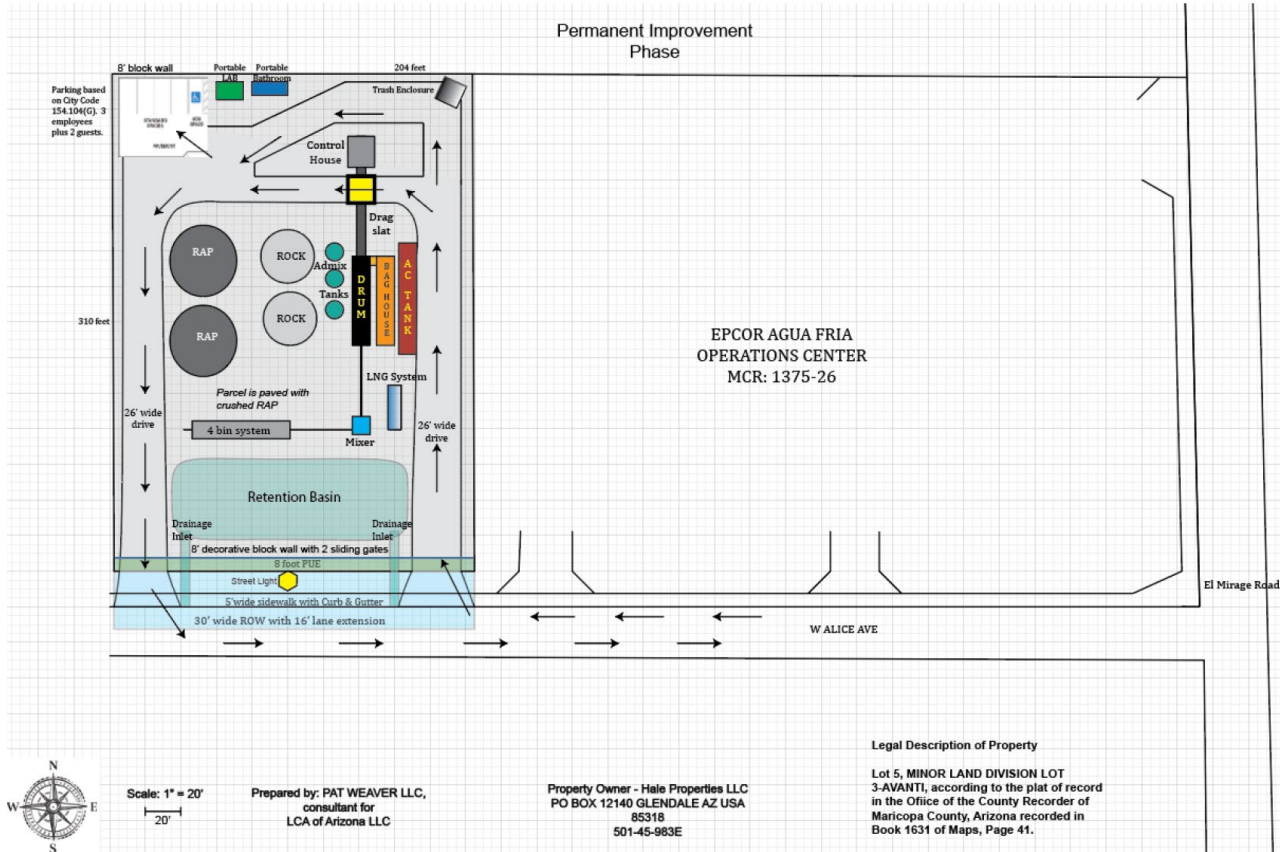 Permanent Improvement
Phase
8' block wall
Portable
LAB
Portable
Bathroom
204 feet
Trash Enclosure
Parking based
on City Code
154.104(G). 3
employees
plus 2 guests.
Control
House
Drag
slat
RAP
ROCK
Admix
Tanks
DRUM
BAG HOUSE
AC TANK
RAP
ROCK
310 feet
EPCOR AGUA FRIA
OPERATIONS CENTER
MCR: 1375-26
LNG System
Parcel is paved with
crushed RAP
26' wide
drive
4 bin system
Mixer
26' wide
drive
Retention Basin
Drainage
Inlet
Drainage
Inlet
8' decorative block wall with 2 sliding gates
8 foot PUE
Street Light
5'wide sidewalk with Curb & Gutter
30' wide ROW with 16' lane extension
El Mirage Road
W ALICE AVE
N
W
E
S
Scale: 1" = 20'
20'
Prepared by: PAT WEAVER LLC,
consultant for
LCA of Arizona LLC
Property Owner - Hale Properties LLC
PO BOX 12140 GLENDALE AZ USA
85318
501-45-983E
Legal Description of Property
Lot 5, MINOR LAND DIVISION LOT
3-AVANTI, according to the plat of record
in the Ofiice of the County Recorder of
Maricopa County, Arizona recorded in
Book 1631 of Maps, Page 41.